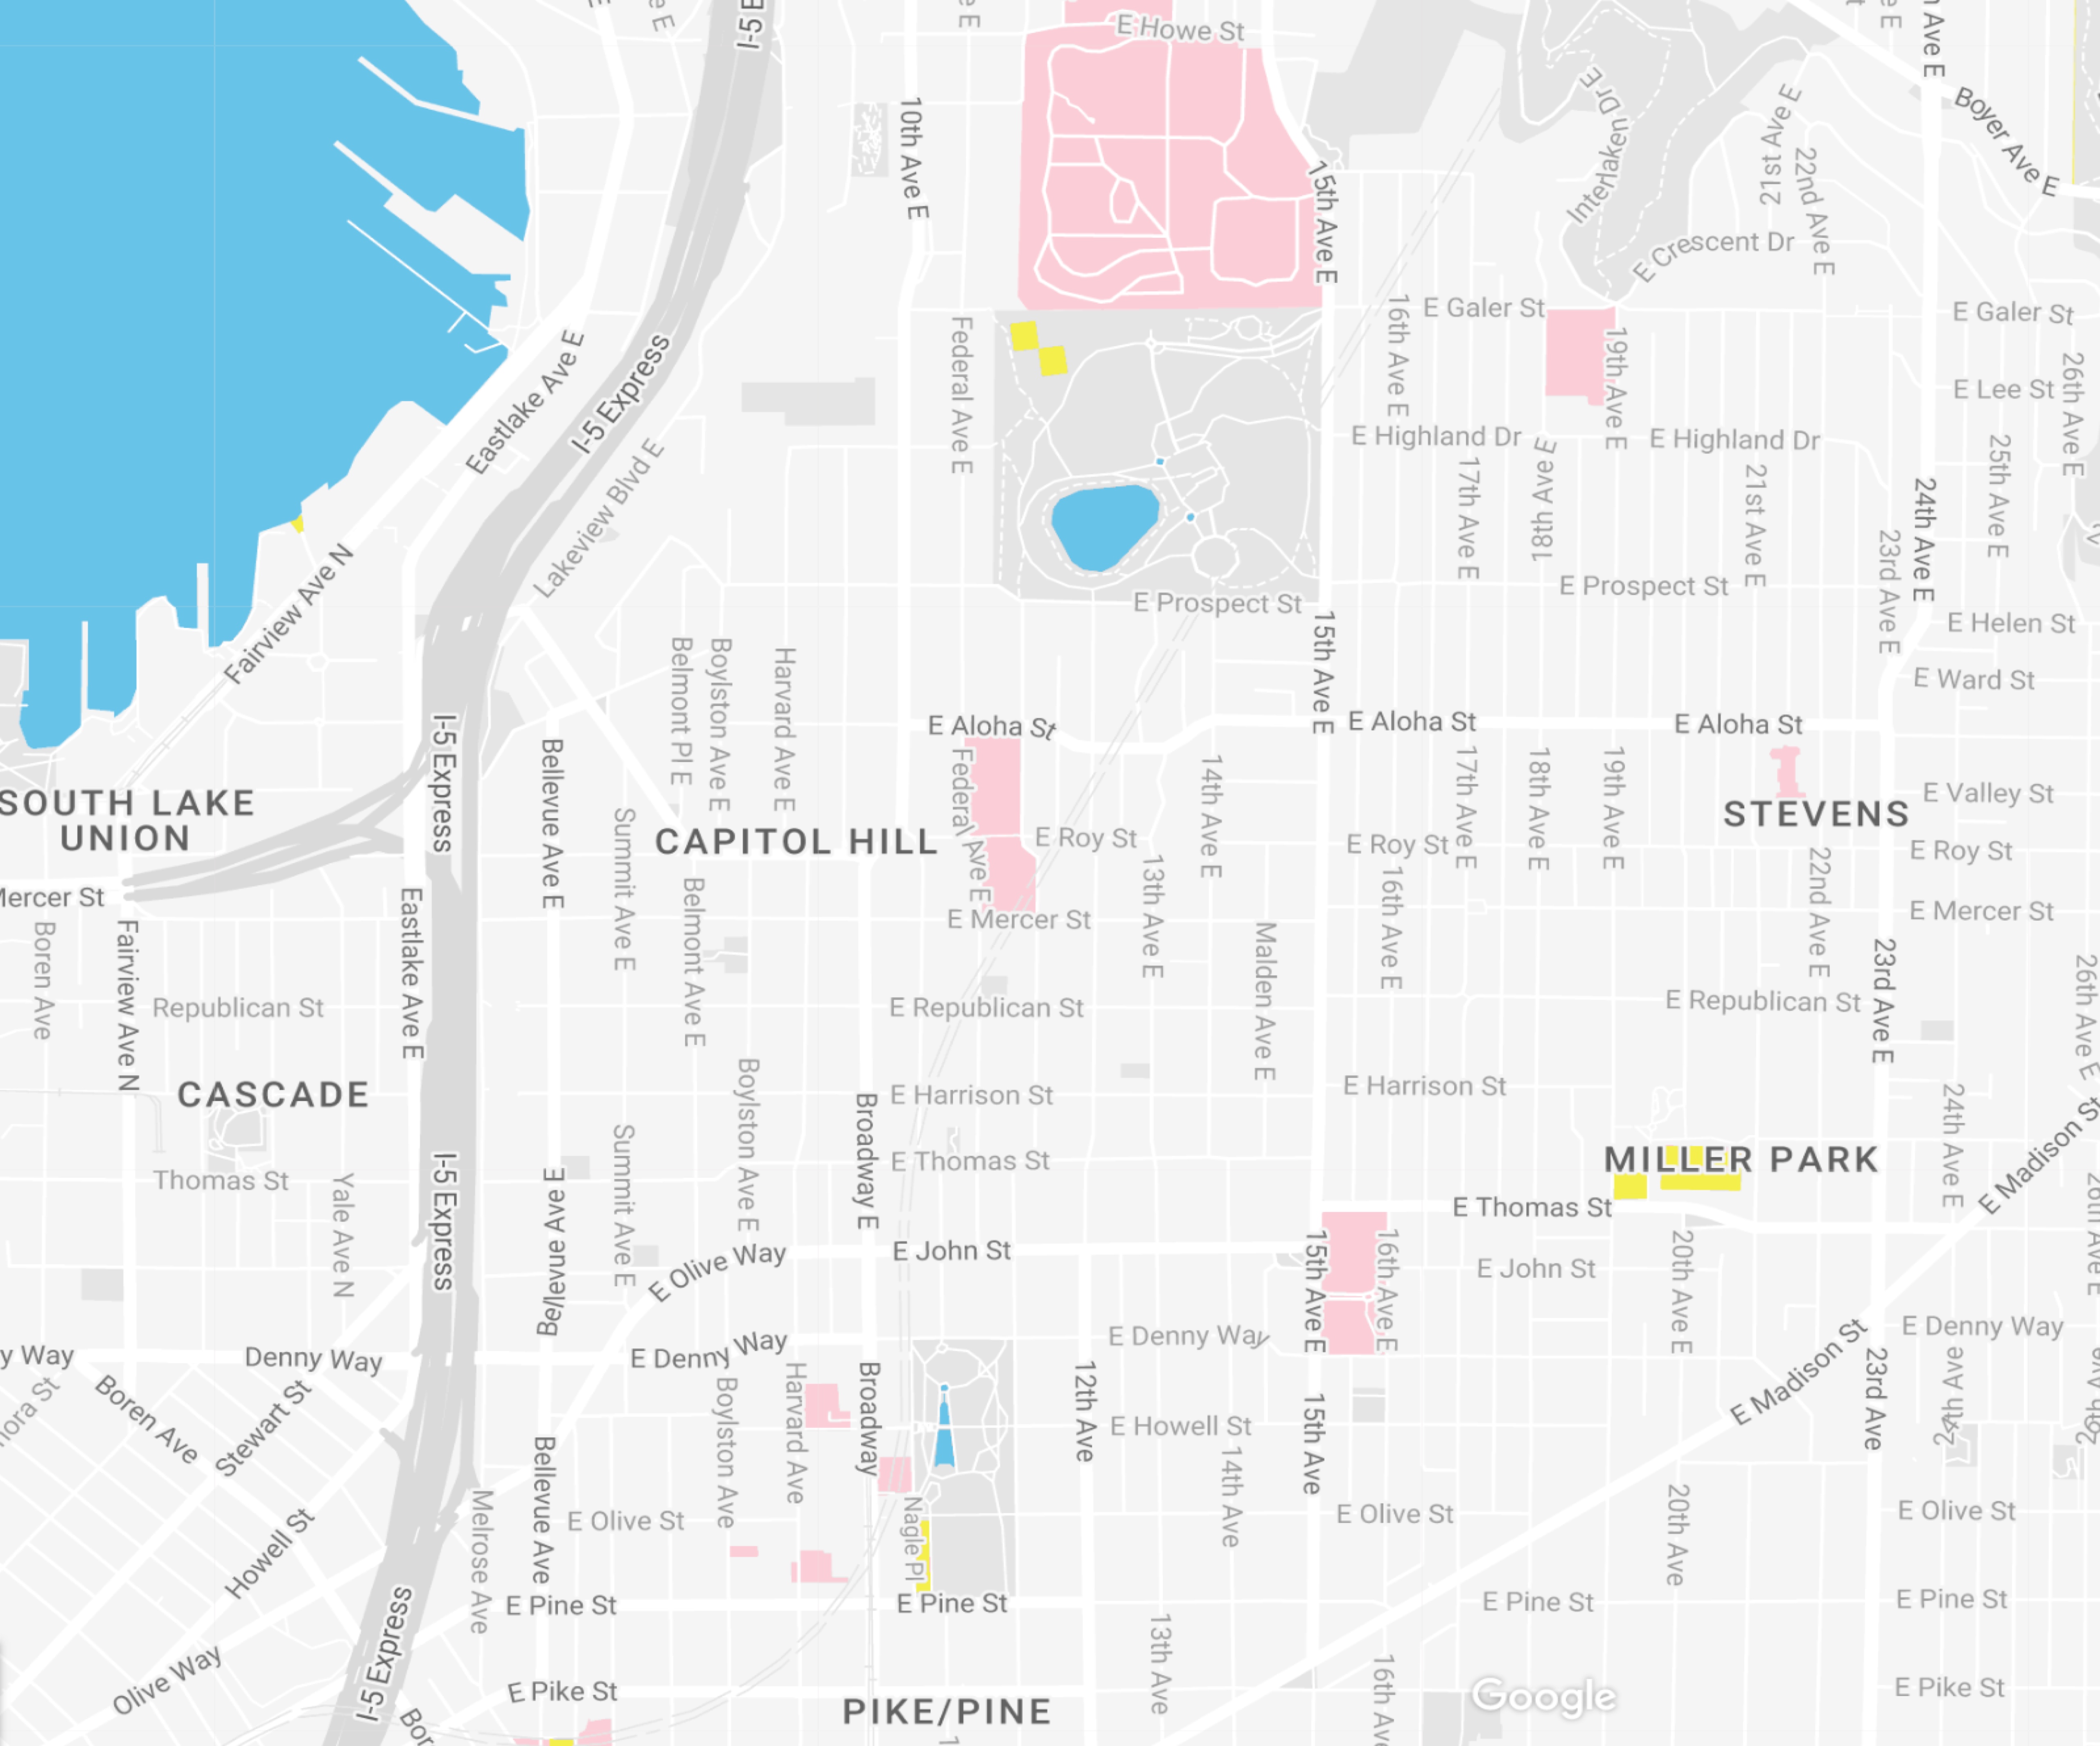 I-5 E
E Howe St
Ave E
Boyer Ave E
10th Ave E
15th Ave E
Interlaken Dr E
21st Ave E
22nd Ave E
E Crescent Dr
E Galer St
E Galer St
16th Ave E
19th Ave E
Federal Ave E
Eastlake Ave E
I-5 Express
E Lee St
26th Ave E
E Highland Dr
E Highland Dr
18th Ave E
17th Ave E
21st Ave E
25th Ave E
24th Ave E
23rd Ave E
Lakeview Blvd E
Fairview Ave N
E Prospect St
E Prospect St
E Helen St
Belmont Pl E
Boylston Ave E
Harvard Ave E
15th Ave E
E Ward St
E Aloha St
E Aloha St
E Aloha St
I-5 Express
Bellevue Ave E
Federal Ave E
14th Ave E
17th Ave E
18th Ave E
19th Ave E
E Valley St
SOUTH LAKE
UNION
Summit Ave E
CAPITOL HILL
STEVENS
E Roy St
E Roy St
E Roy St
Mercer St
Eastlake Ave E
Belmont Ave E
13th Ave E
16th Ave E
22nd Ave E
E Mercer St
E Mercer St
Boren Ave
Fairview Ave N
Malden Ave E
23rd Ave E
26th Ave E
Republican St
E Republican St
E Republican St
CASCADE
Boylston Ave E
Broadway E
E Harrison St
E Harrison St
24th Ave E
E Madison St
Summit Ave E
E Thomas St
MILLER PARK
Thomas St
Yale Ave N
I-5 Express
Bellevue Ave E
E Thomas St
26th Ave E
E Olive Way
E John St
15th Ave E
16th Ave E
E John St
20th Ave E
y Way
Denny Way
E Denny Way
E Denny Way
E Denny Way
E Madison St
Boren Ave
Stewart St
Boylston Ave
Harvard Ave
Broadway
12th Ave
15th Ave
23rd Ave
24th Ave
E Howell St
14th Ave
Bellevue Ave
Melrose Ave
Nagle Pl
20th Ave
E Olive St
E Olive St
E Olive St
Howell St
I-5 Express
E Pine St
E Pine St
E Pine St
E Pine St
13th Ave
16th Ave
Olive Way
E Pike St
E Pike St
Bor
PIKE/PINE
Google